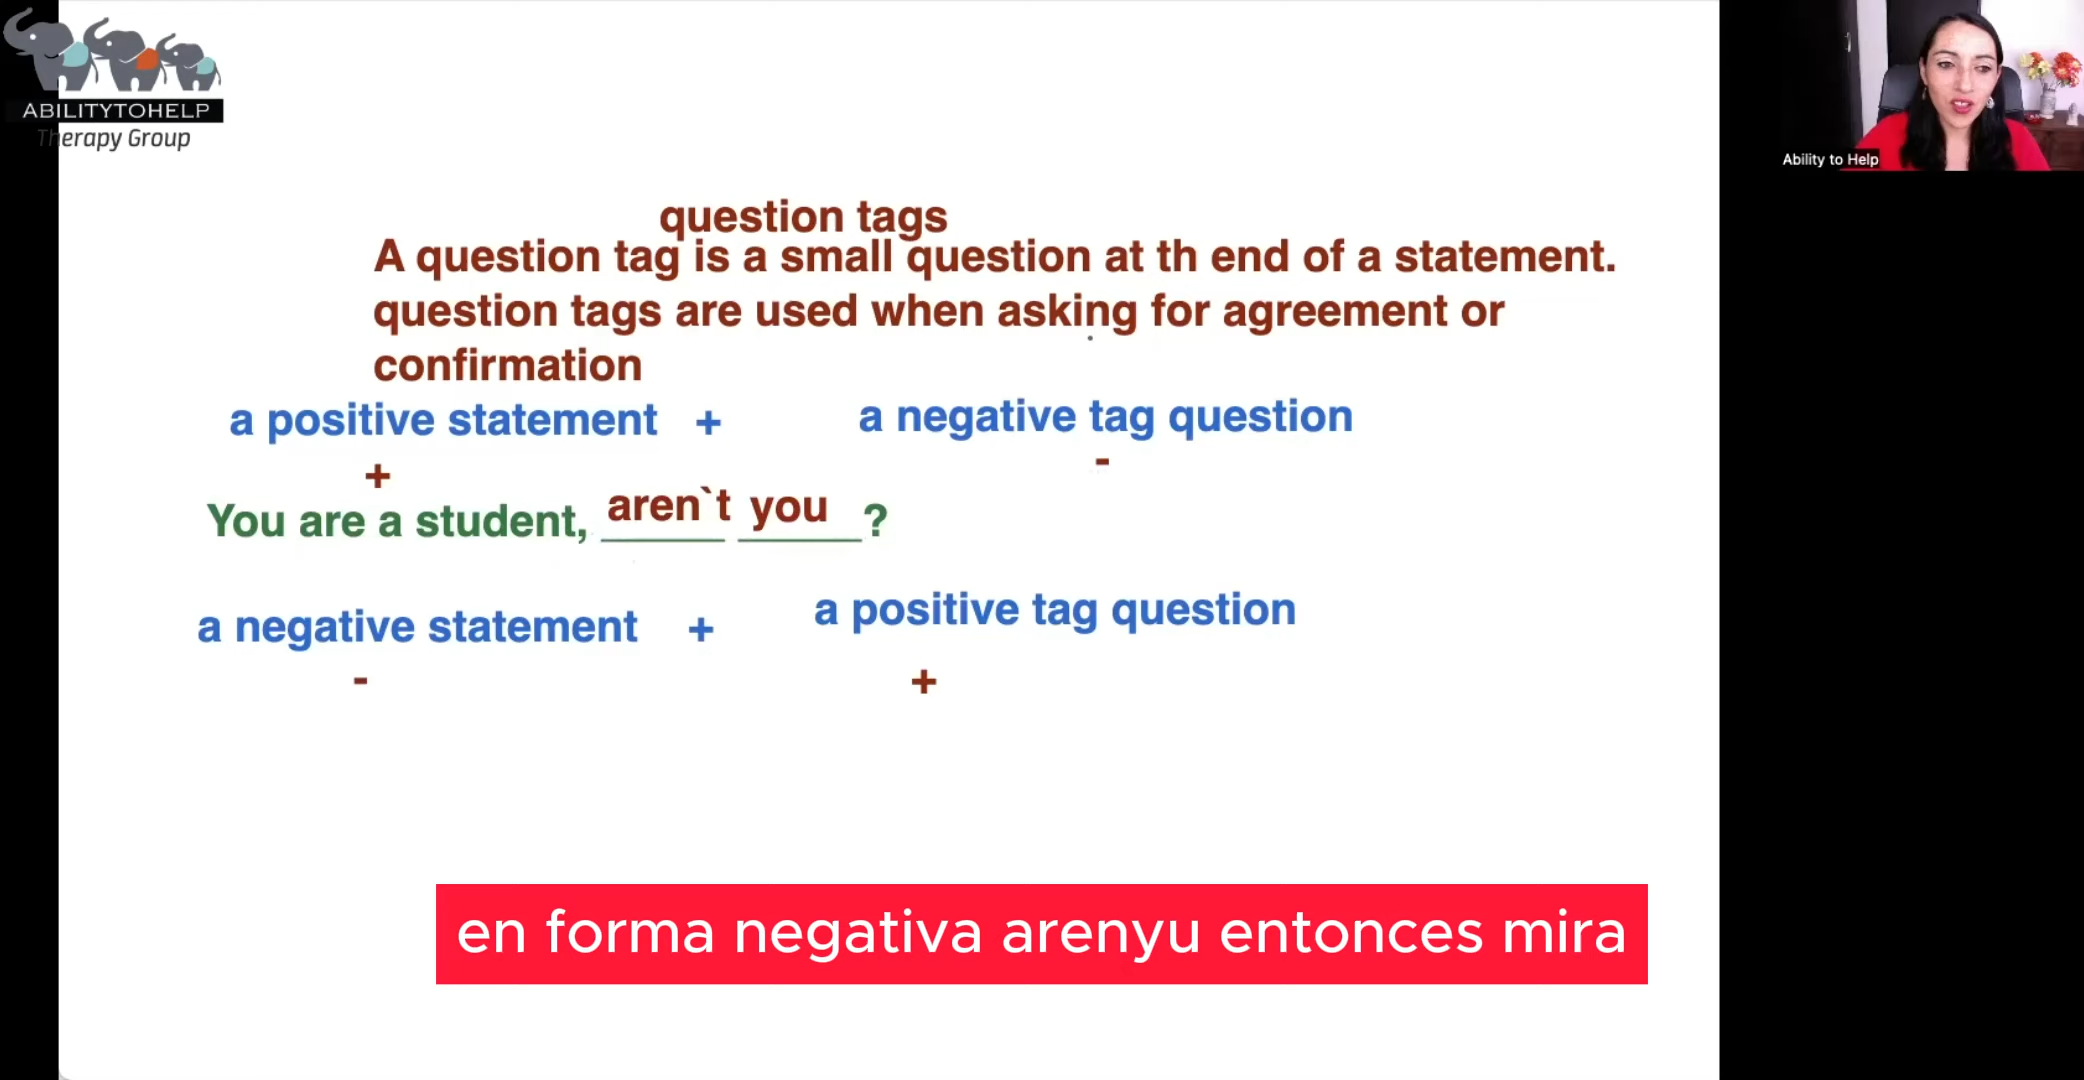 ABILITYTOHELP
Therapy Group
Ability to Help
question tags
A question tag is a small question at th end of a statement.
question tags are used when asking for agreement or
confirmation
a positive statement + a negative tag question
+ -
You are a student, aren`t you ?
a negative statement + a positive tag question
- +
en forma negativa arenyu entonces mira